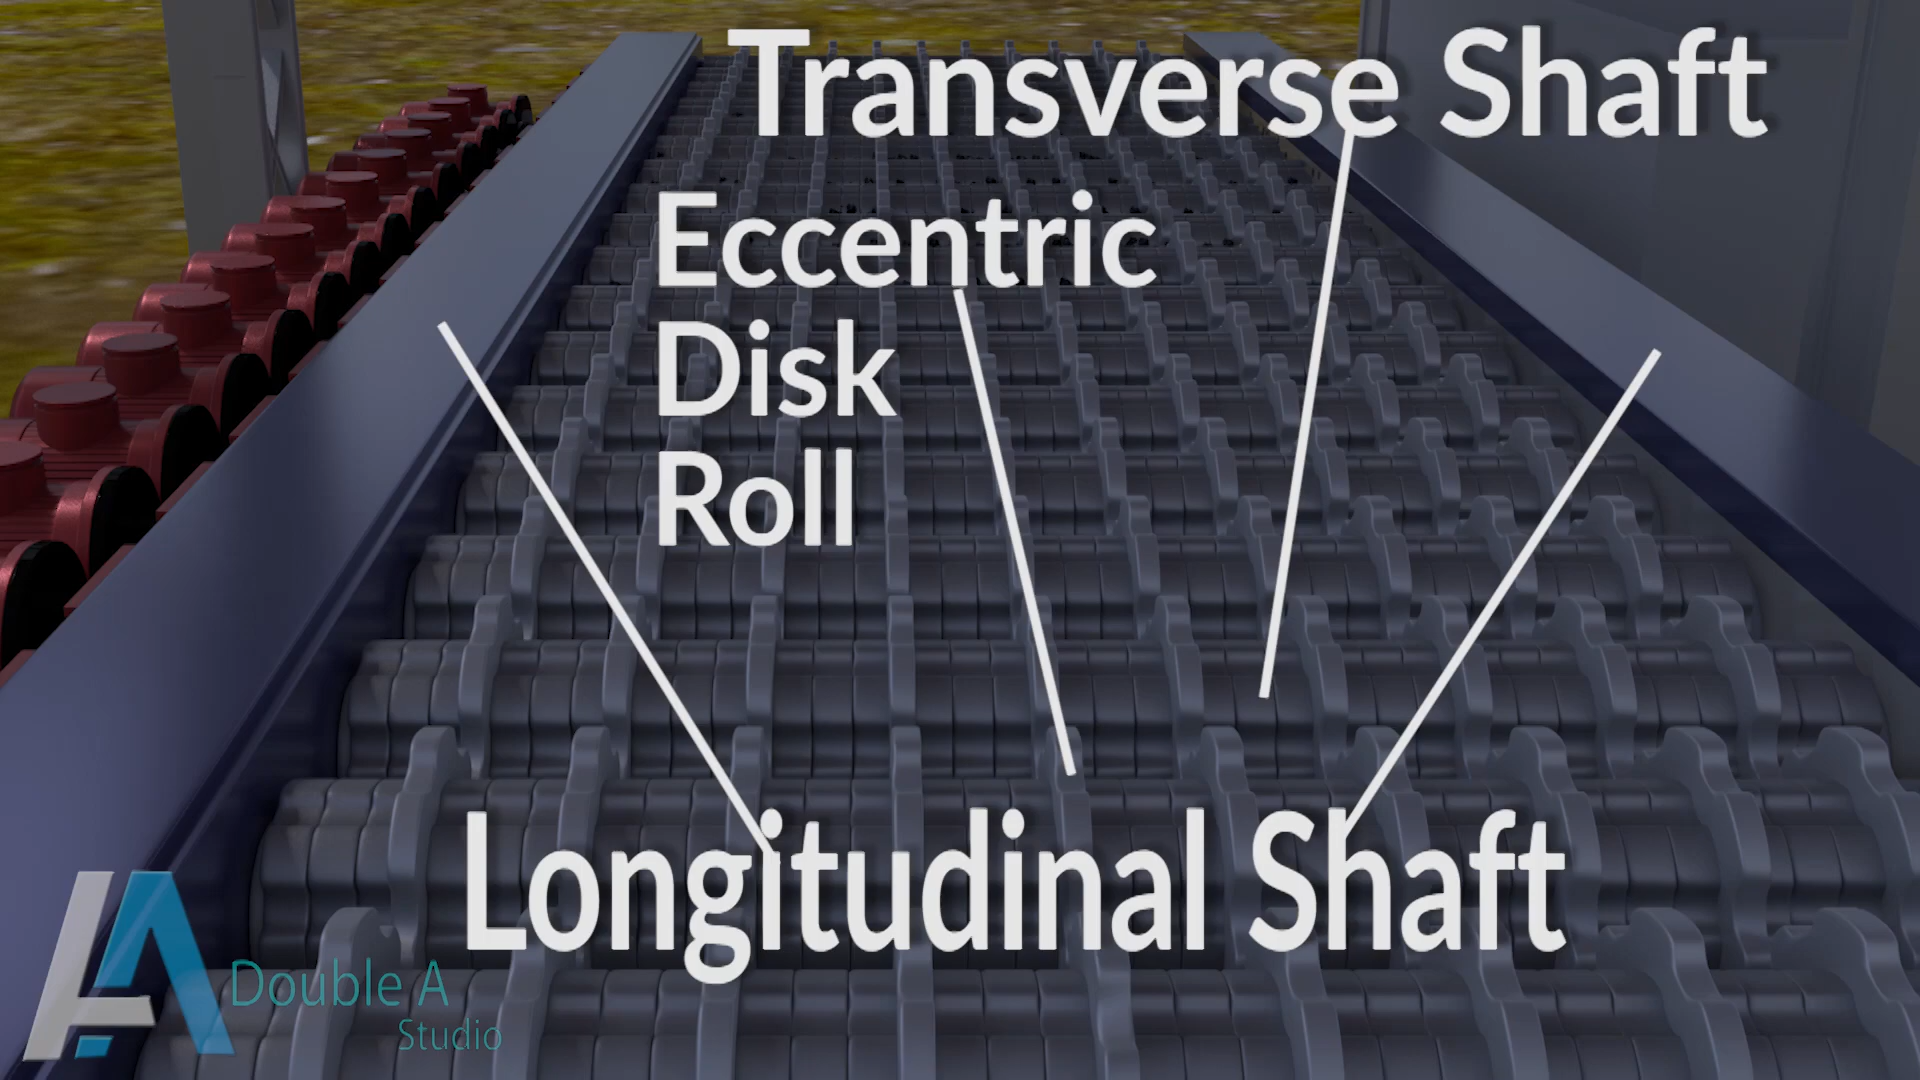 Transverse Shaft
Eccentric
Disk
Roll
Longitudinal Shaft
Double A
Studio